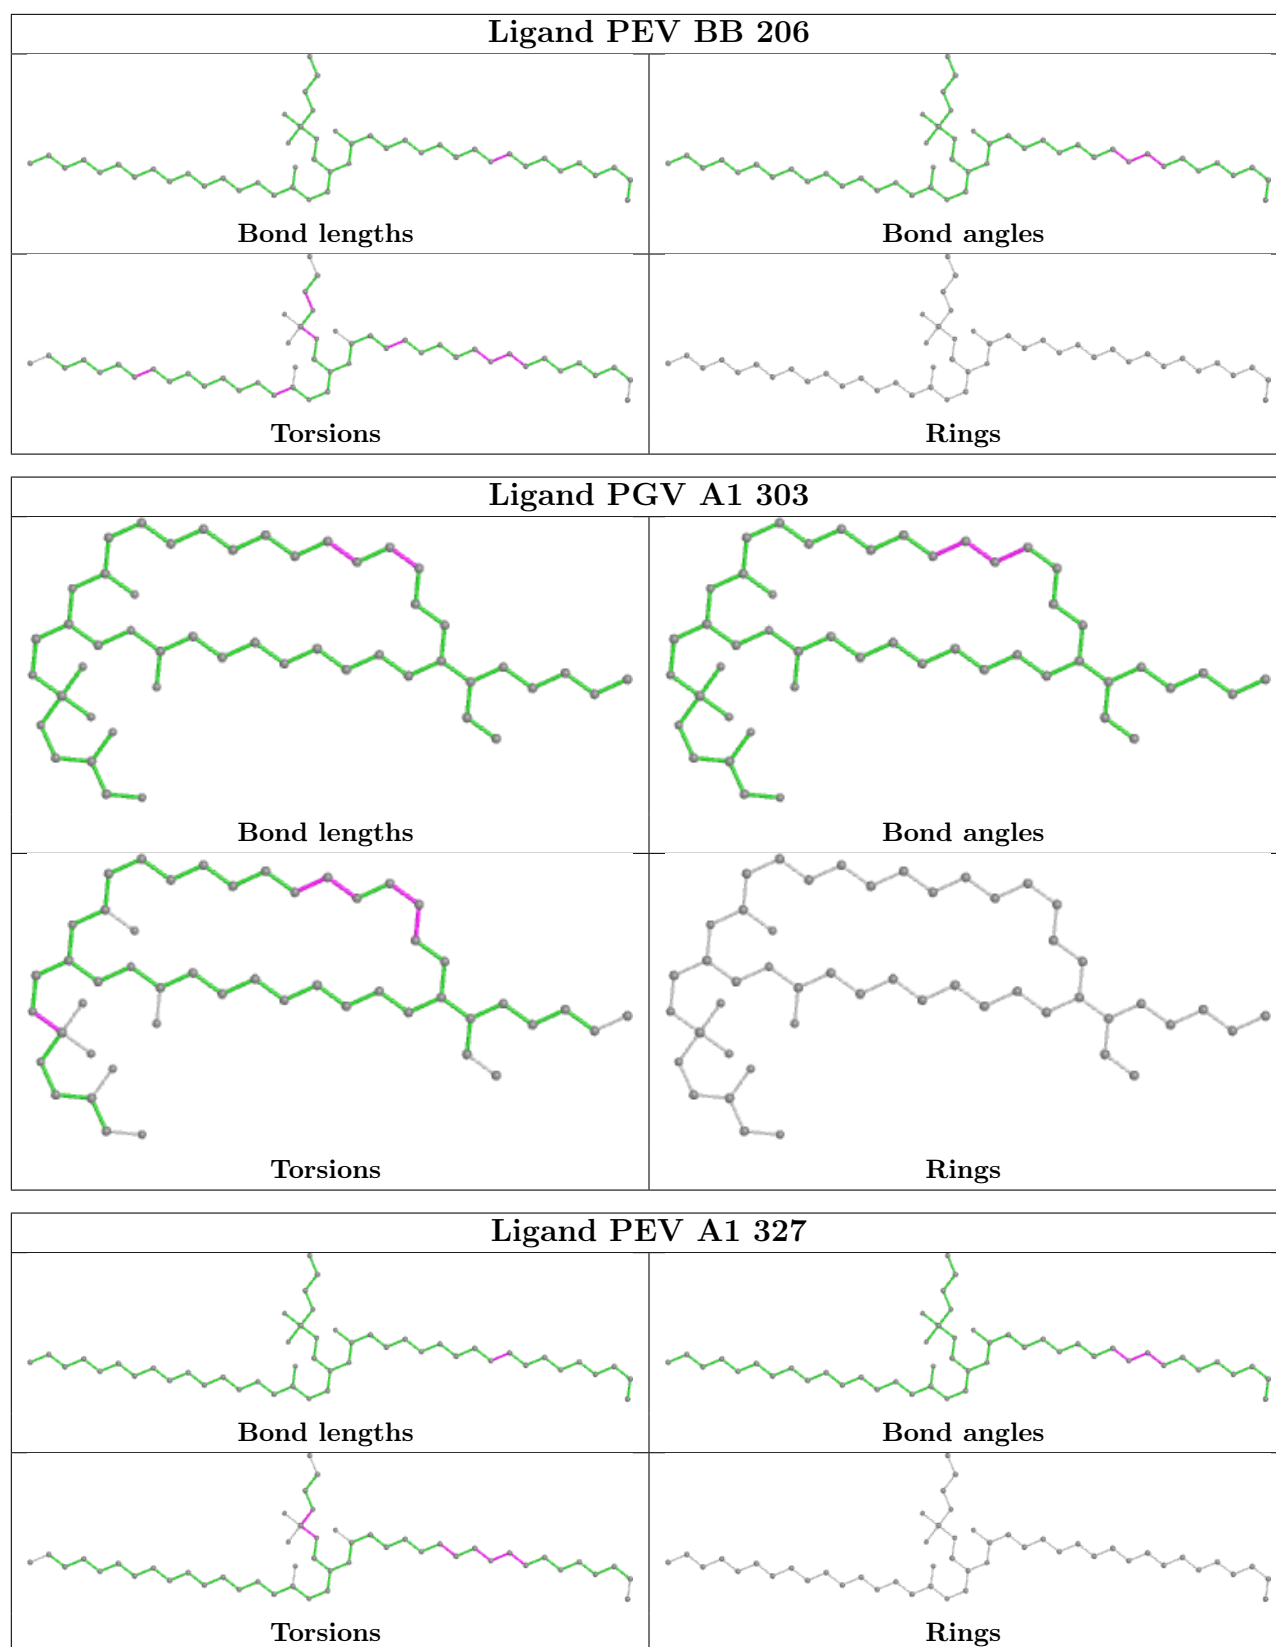 Ligand PEV BB 206
Bond lengths
Bond angles
Torsions
Rings
Ligand PGV A1 303
Bond lengths
Bond angles
Torsions
Rings
Ligand PEV A1 327
Bond lengths
Bond angles
Torsions
Rings